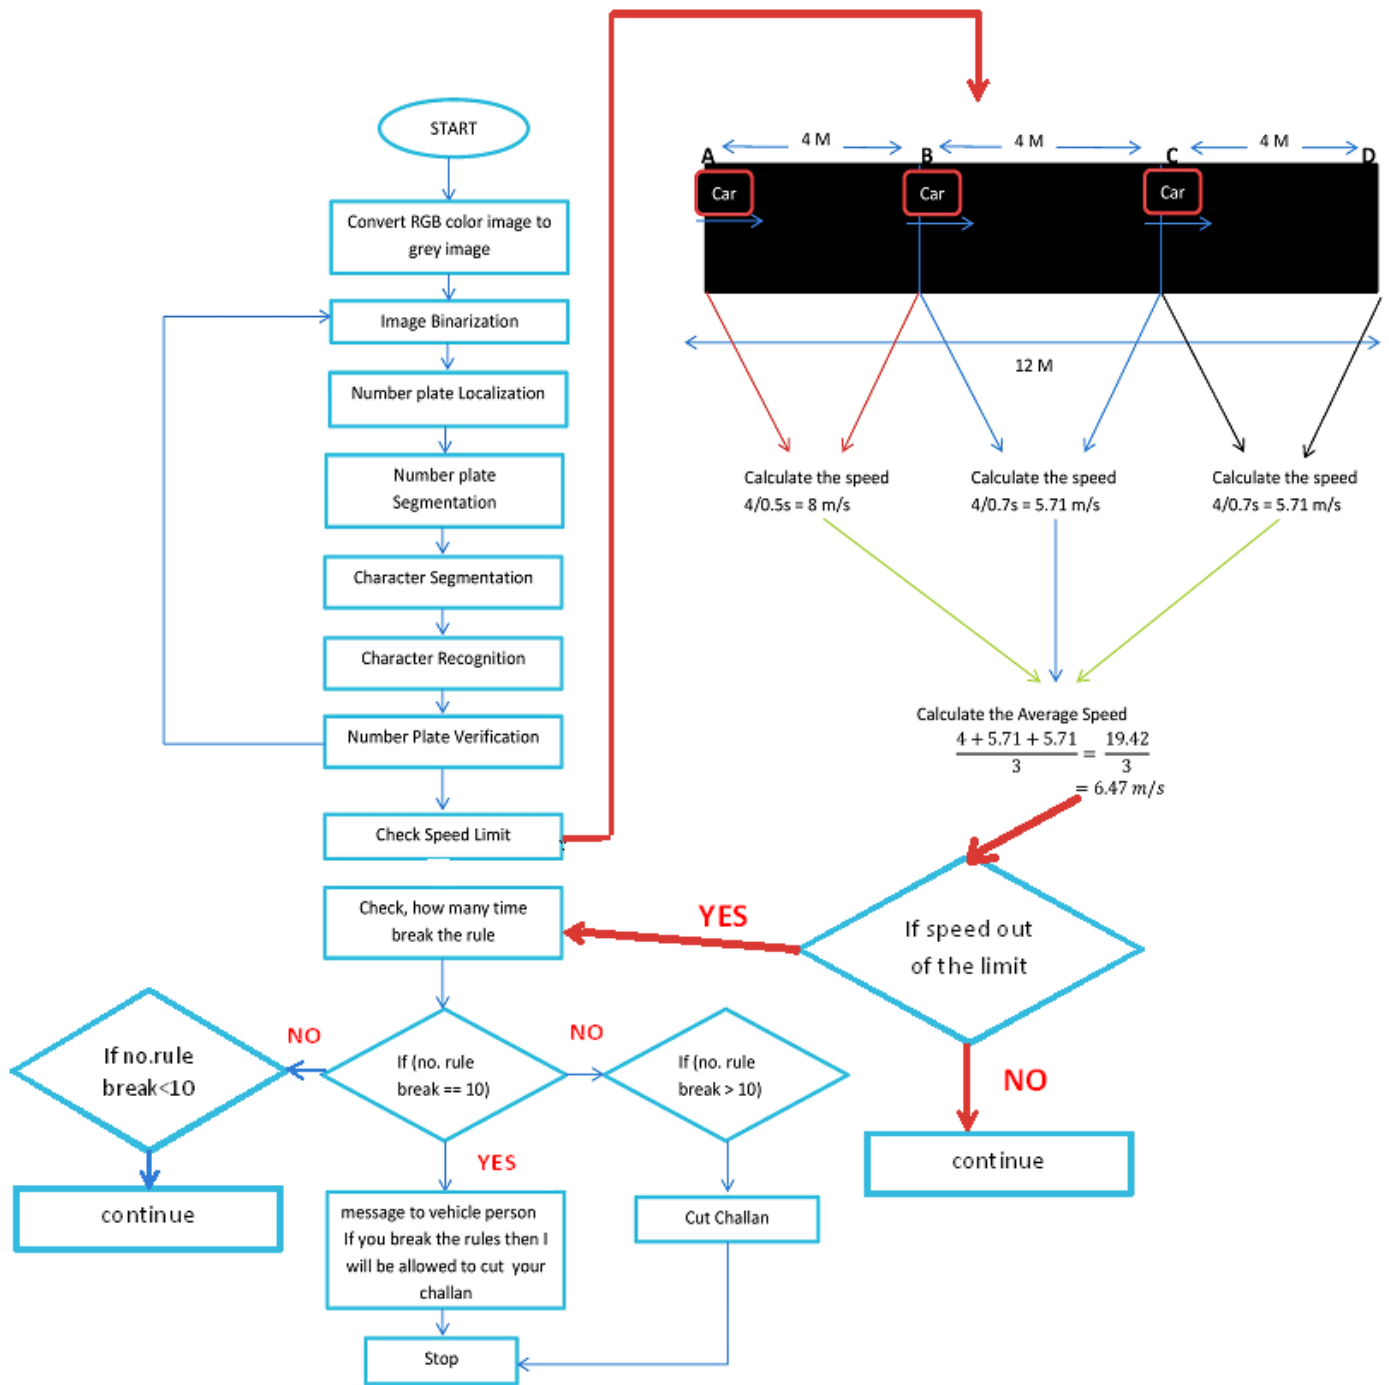 START
Convert RGB color image to
grey image
Image Binarization
Number plate Localization
Number plate
Segmentation
Character Segmentation
Character Recognition
Number Plate Verification
Check Speed Limit
4 M
4 M
4 M
A
B
C
D
Car
Car
Car
12 M
Calculate the speed
4/0.5s = 8 m/s
Calculate the speed
4/0.7s = 5.71 m/s
Calculate the speed
4/0.7s = 5.71 m/s
Calculate the Average Speed
4 + 5.71 + 5.71 / 3 = 19.42 / 3
= 6.47 m/s
If speed out
of the limit
YES
NO
continue
Check, how many time
break the rule
If (no. rule
break == 10)
NO
If no.rule
break<10
continue
NO
If (no. rule
break > 10)
Cut Challan
YES
message to vehicle person
If you break the rules then I
will be allowed to cut your
challan
Stop